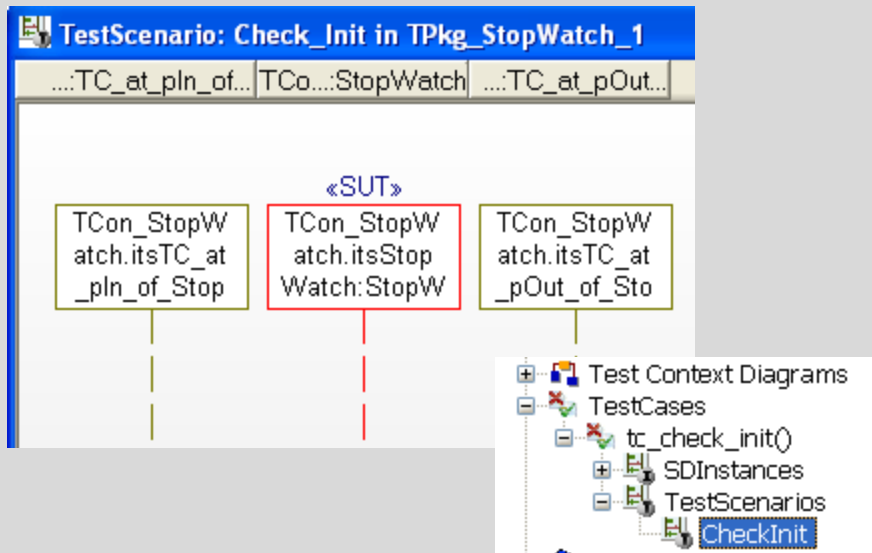 TestScenario: Check_Init in TPkg_StopWatch_1
...:TC_at_pIn_of... TCo...:StopWatch ...:TC_at_pOut...
«SUT»
TCon_StopW
atch.itsTC_at
_pIn_of_Stop
TCon_StopW
atch.itsStop
Watch:StopW
TCon_StopW
atch.itsTC_at
_pOut_of_Sto
Test Context Diagrams
TestCases
tc_check_init()
SDInstances
TestScenarios
CheckInit